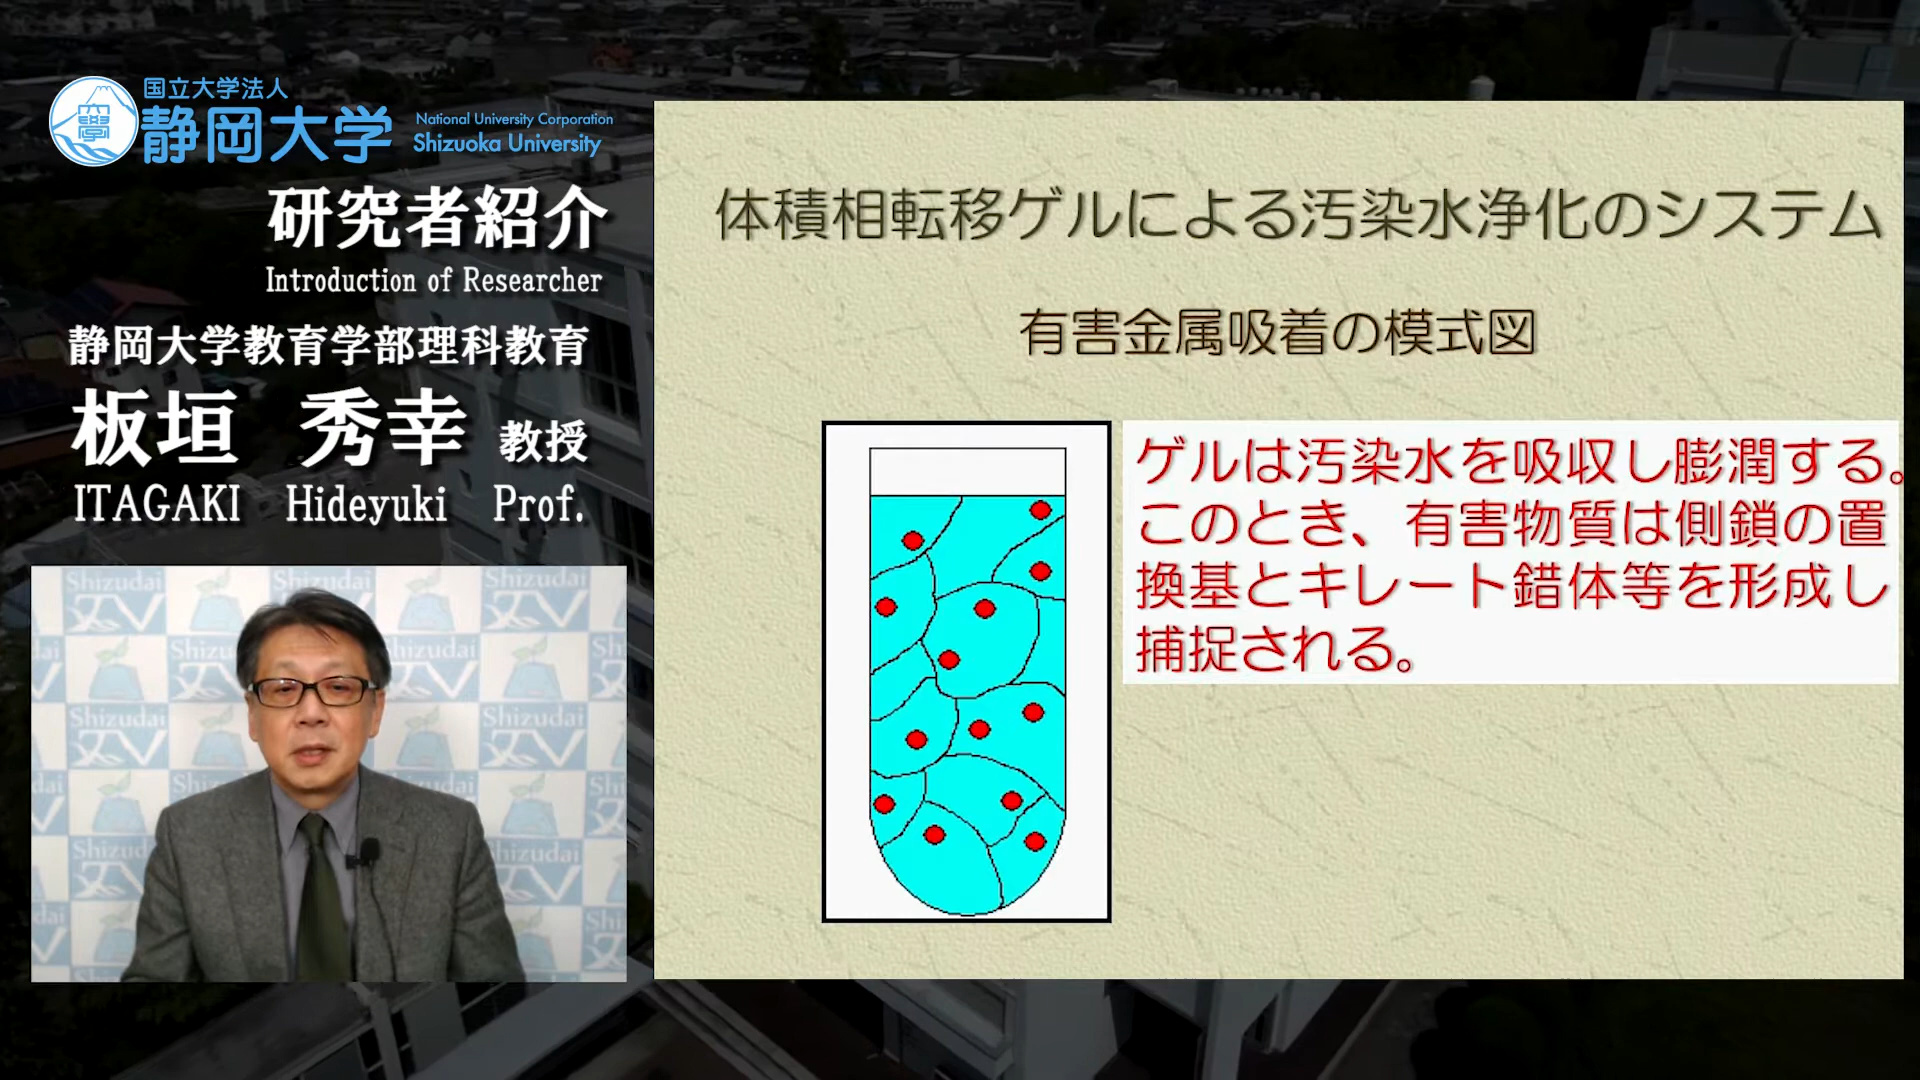 国立大学法人
静岡大学
National University Corporation
Shizuoka University
研究者紹介
Introduction of Researcher
静岡大学教育学部理科教育
板垣 秀幸 教授
ITAGAKI Hideyuki Prof.
体積相転移ゲルによる汚染水浄化のシステム
有害金属吸着の模式図
ゲルは汚染水を吸収し膨潤する。
このとき、有害物質は側鎖の置
換基とキレート錯体等を形成し
捕捉される。
Shizudai
TV